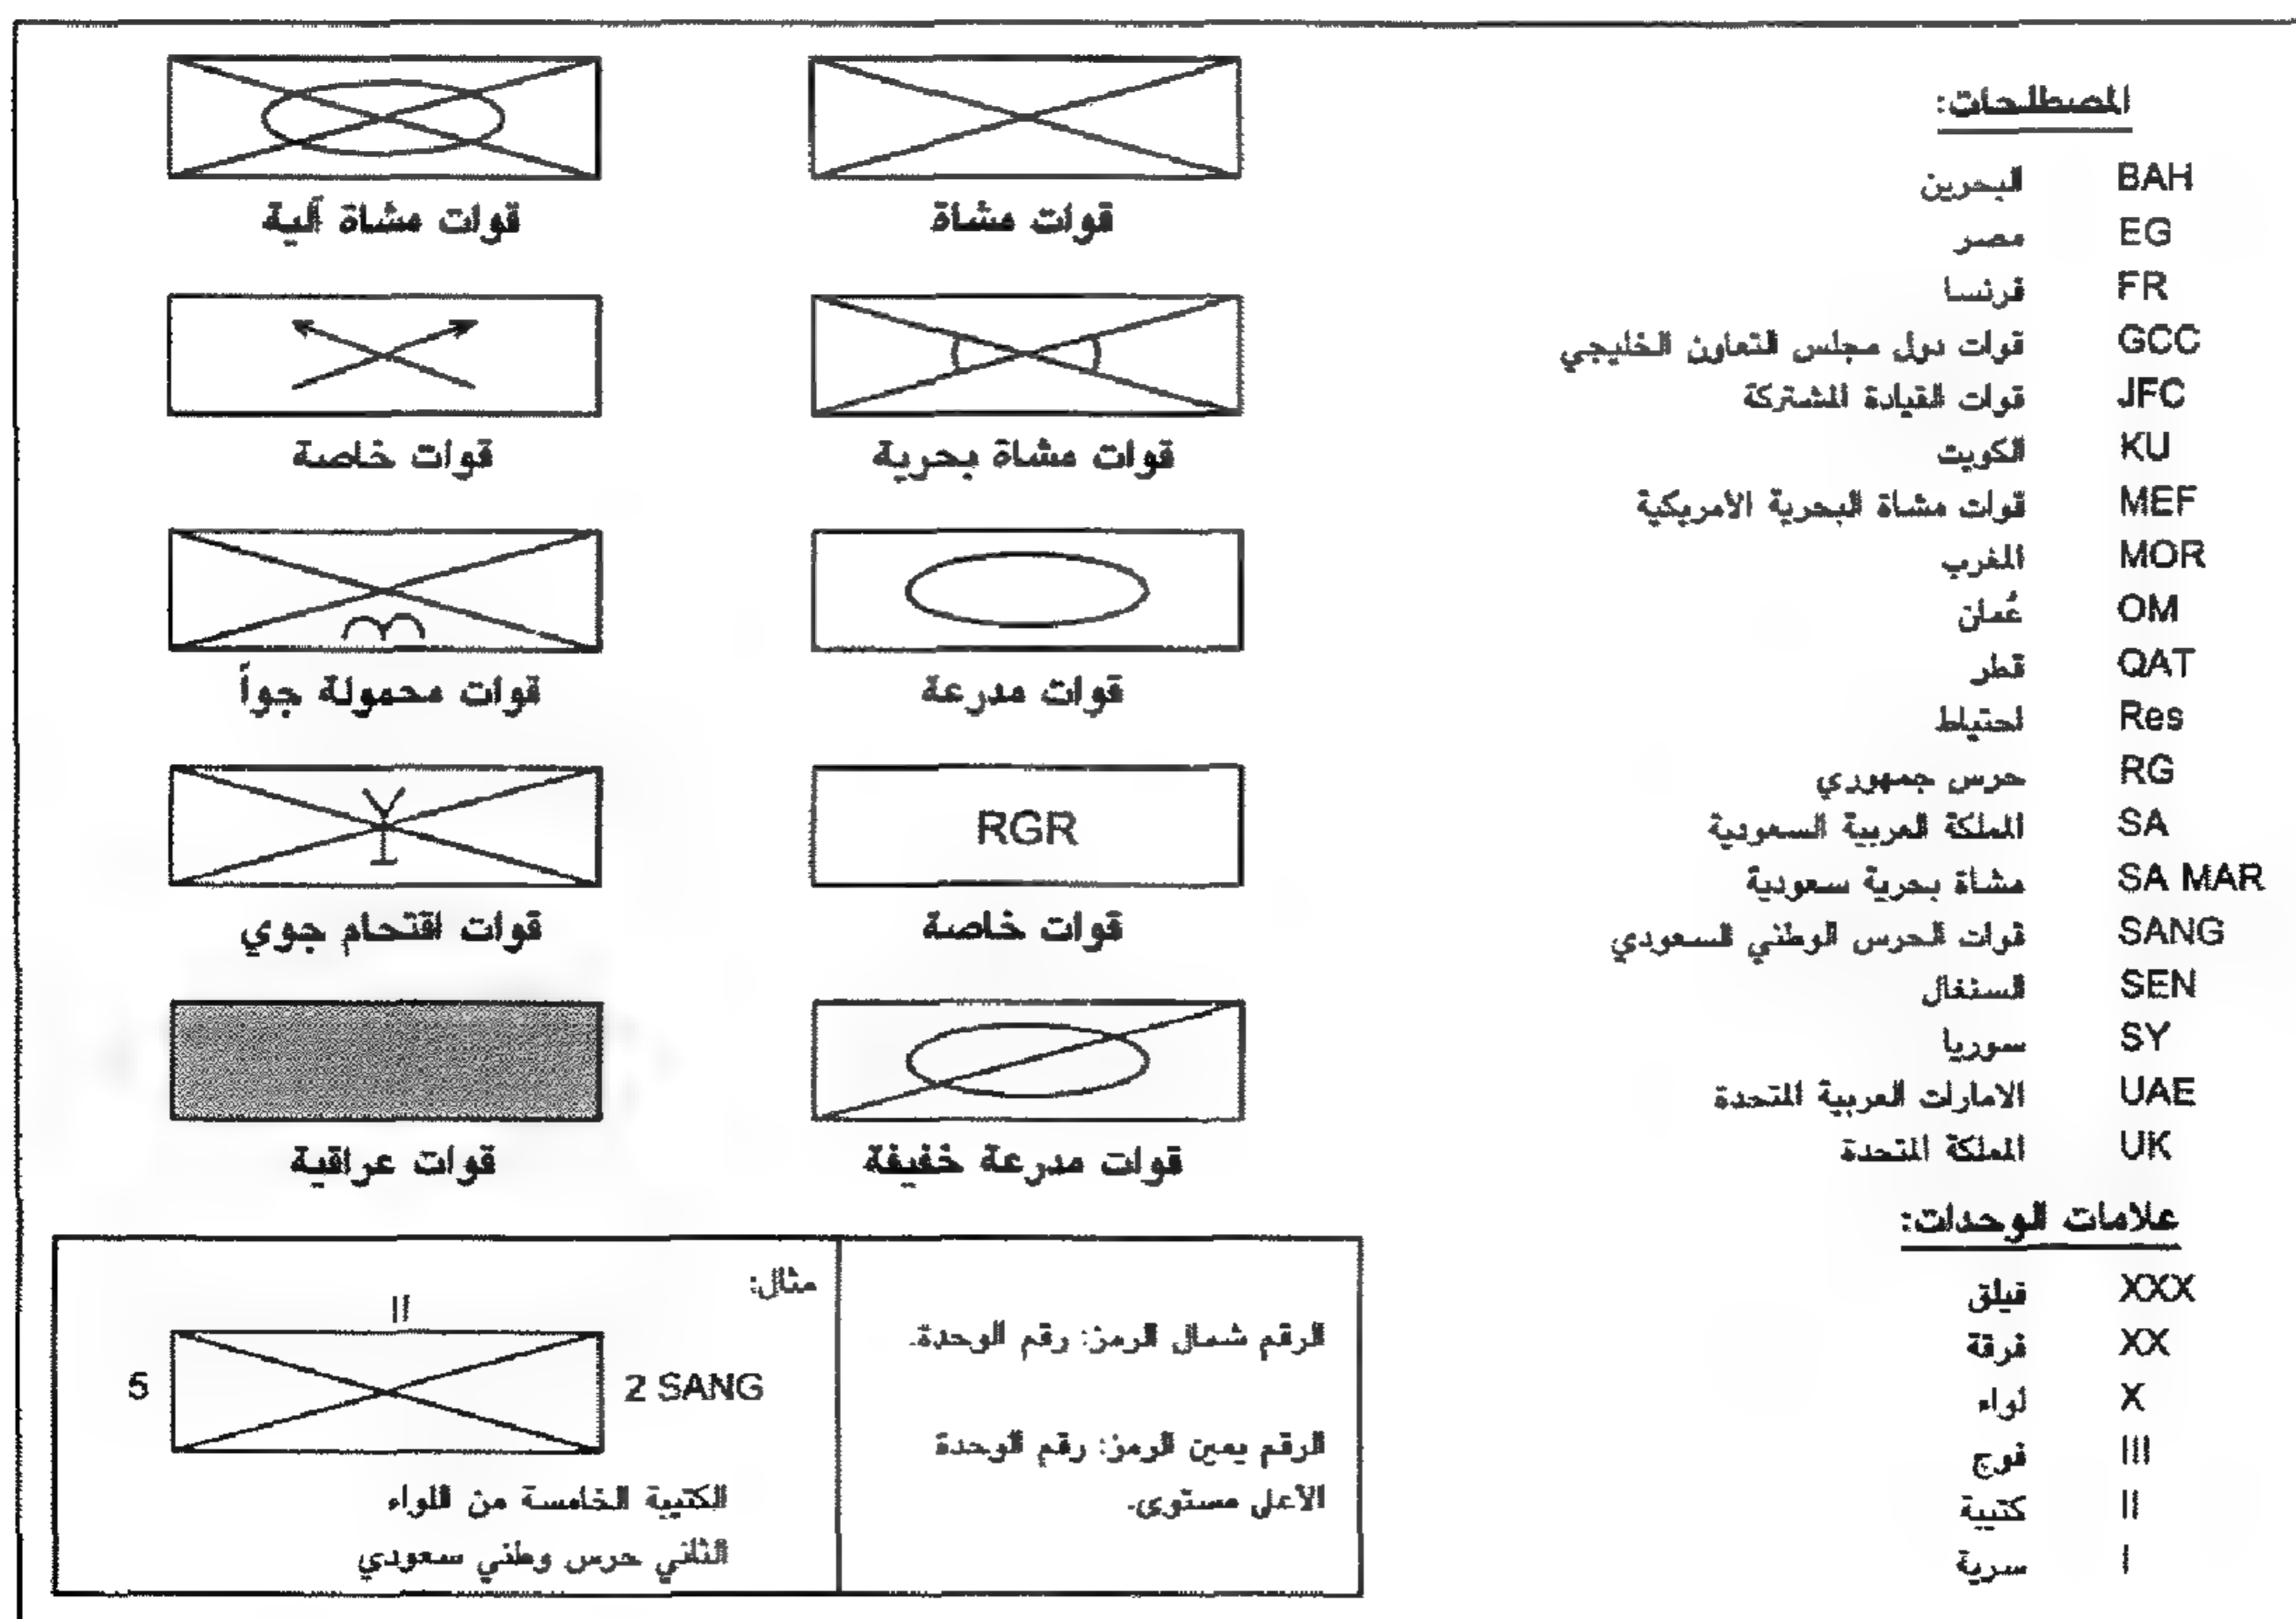 المصطلحات:
BAH البحرين
EG مصر
FR فرنسا
GCC قوات دول مجلس التعاون الخليجي
JFC قوات القيادة المشتركة
KU الكويت
MEF قوات مشاة البحرية الأمريكية
MOR المغرب
OM عُمان
QAT قطر
Res احتياط
RG حرس جمهوري
SA المملكة العربية السعودية
SA MAR مشاة بحرية سعودية
SANG قوات الحرس الوطني السعودي
SEN السنغال
SY سوريا
UAE الامارات العربية المتحدة
UK المملكة المتحدة
علامات الوحدات:
XXX فيلق
XX فرقة
X لواء
III فوج
II كتيبة
I سرية
قوات مشاة
قوات مشاة آلية
قوات مشاة بحرية
قوات خاصة
قوات مدرعة
قوات محمولة جواً
RGR
قوات خاصة
قوات اقتحام جوي
قوات مدرعة خفيفة
قوات عراقية
الرقم شمال الرمز: رقم الوحدة.
الرقم يمين الرمز: رقم الوحدة
الأعلى مستوى.
مثال:
II
5
2 SANG
الكتيبة الخامسة من اللواء
الثاني حرس وطني سعودي